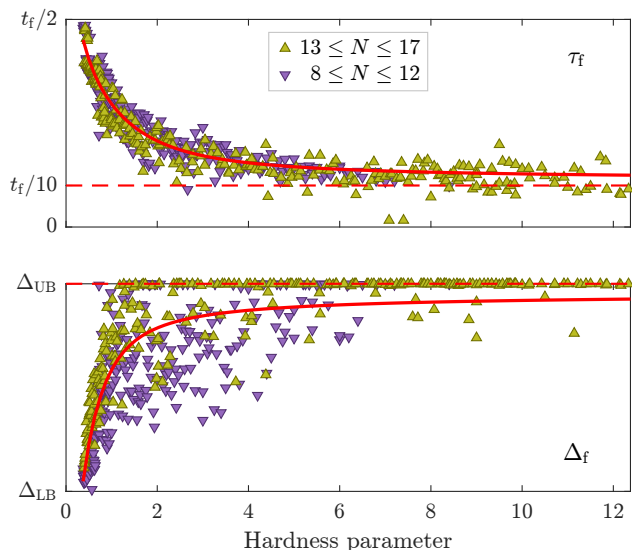 t_f/2
13 ≤ N ≤ 17
8 ≤ N ≤ 12
τ_f
t_f/10
0
Δ_UB
Δ_f
Δ_LB
0 2 4 6 8 10 12
Hardness parameter